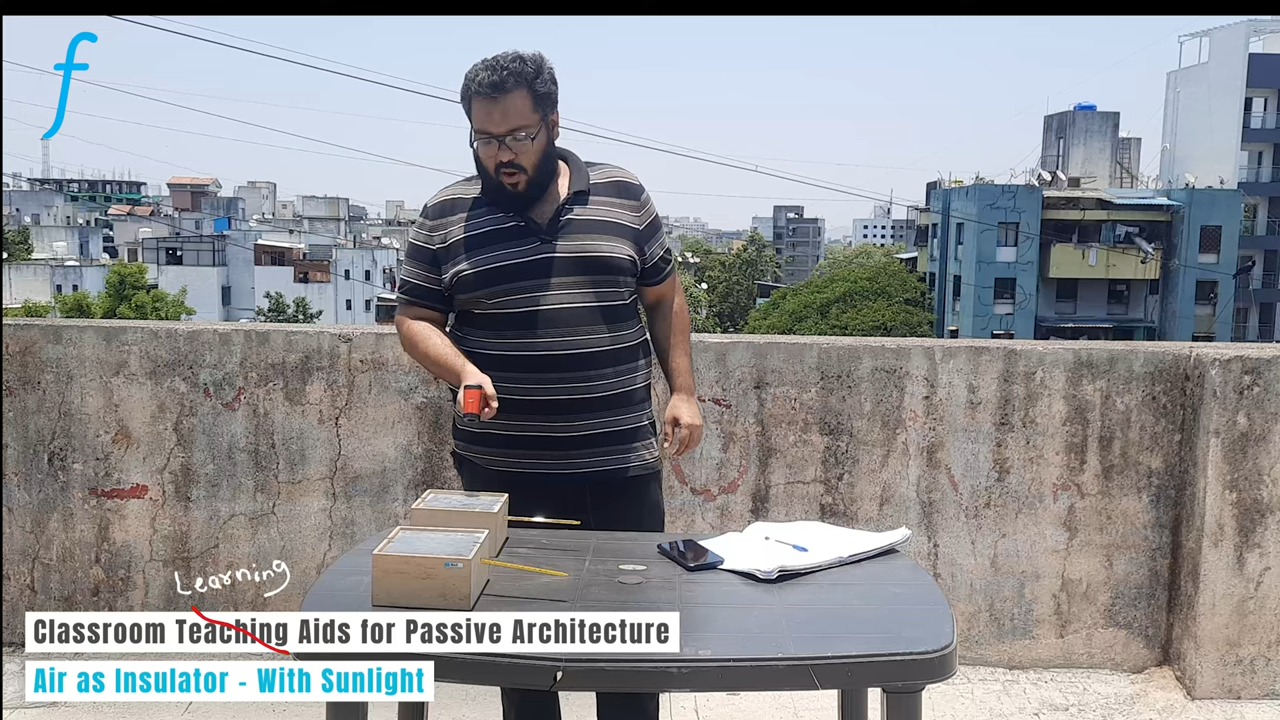 f
Learning
Classroom Teaching Aids for Passive Architecture
Air as Insulator - With Sunlight